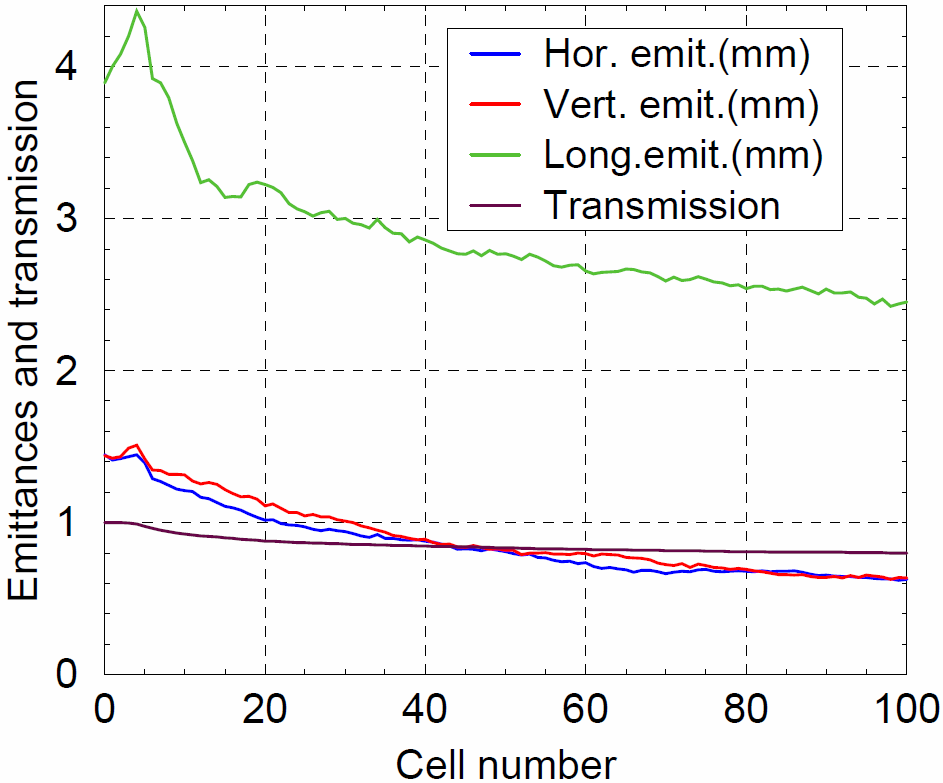 Emittances and transmission
4
3
2
1
0
Hor. emit.(mm)
Vert. emit.(mm)
Long.emit.(mm)
Transmission
0 20 40 60 80 100
Cell number